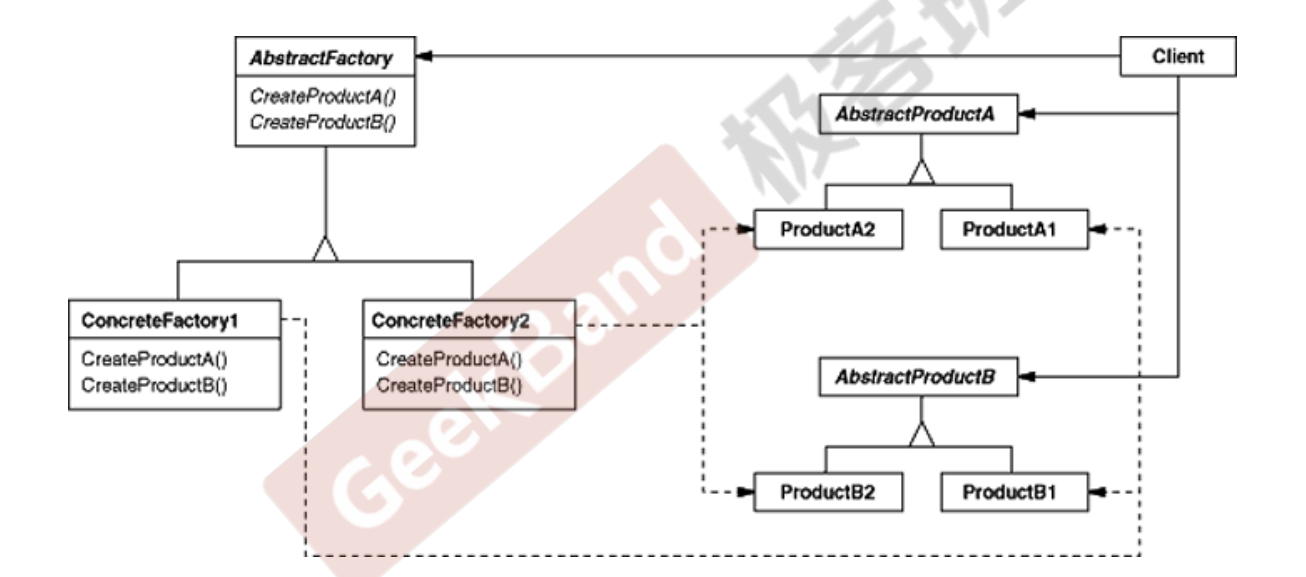 AbstractFactory
CreateProductA()
CreateProductB()
Client
AbstractProductA
ProductA2
ProductA1
ConcreteFactory1
CreateProductA()
CreateProductB()
ConcreteFactory2
CreateProductA()
CreateProductB()
AbstractProductB
ProductB2
ProductB1
GeekBand
极客班